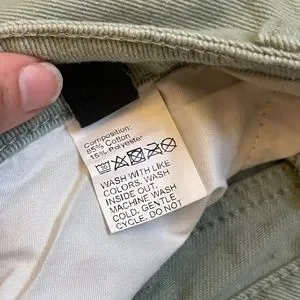 Composition:
85% Cotton
15% Polyester
WASH WITH LIKE
COLORS. WASH
INSIDE OUT.
MACHINE WASH
COLD. GENTLE
CYCLE. DO NOT